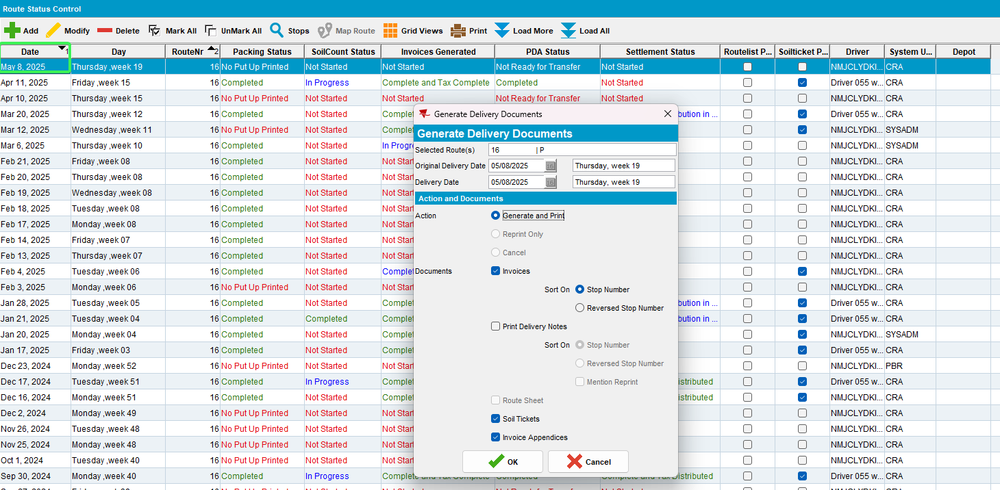 Route Status Control
Add Modify Delete Mark All UnMark All Stops Map Route Grid Views Print Load More Load All
Date 1 Day RouteNr 2 Packing Status SoilCount Status Invoices Generated PDA Status Settlement Status Routelist P... Soilticket P... Driver System U... Depot
May 8, 2025 Thursday ,week 19 16 No Put Up Printed Not Started Not Started Not Ready for Transfer Not Started NMJCLYDKI... CRA
Apr 11, 2025 Friday ,week 15 16 Completed In Progress Complete and Tax Complete Completed Not Started Driver 055 w... CRA
Apr 10, 2025 Thursday ,week 15 16 No Put Up Printed Not Started Not Started Not Ready for Transfer Not Started NMJCLYDKI... CRA
Mar 20, 2025 Thursday ,week 12 16 Completed Not Started Complet bution in ... Driver 055 w... CRA
Mar 12, 2025 Wednesday ,week 11 16 No Put Up Printed Not Started Complet NMJCLYDKI... SYSADM
Mar 6, 2025 Thursday ,week 10 16 Completed Not Started In Progr NMJCLYDKI... SYSADM
Feb 21, 2025 Friday ,week 08 16 Completed Not Started Not Star NMJCLYDKI... CRA
Feb 20, 2025 Thursday ,week 08 16 Completed Not Started Not Star NMJCLYDKI... CRA
Feb 19, 2025 Wednesday ,week 08 16 Completed Not Started Not Star NMJCLYDKI... CRA
Feb 18, 2025 Tuesday ,week 08 16 Completed Not Started Not Star NMJCLYDKI... CRA
Feb 17, 2025 Monday ,week 08 16 Completed Not Started Not Star NMJCLYDKI... CRA
Feb 14, 2025 Friday ,week 07 16 Completed Not Started Not Star NMJCLYDKI... CRA
Feb 13, 2025 Thursday ,week 07 16 Completed Not Started Not Star NMJCLYDKI... CRA
Feb 4, 2025 Tuesday ,week 06 16 Completed Not Started Complet Driver 055 w... CRA
Feb 3, 2025 Monday ,week 06 16 No Put Up Printed Not Started Not Star NMJCLYDKI... CRA
Jan 28, 2025 Tuesday ,week 05 16 Completed Not Started Complet bution in ... Driver 055 w... CRA
Jan 21, 2025 Tuesday ,week 04 16 Completed Completed Complet bution in ... Driver 055 w... CRA
Jan 20, 2025 Monday ,week 04 16 Completed Not Started Complet NMJCLYDKI... SYSADM
Jan 17, 2025 Friday ,week 03 16 Completed Not Started Complet Driver 055 w... CRA
Dec 23, 2024 Monday ,week 52 16 No Put Up Printed Not Started Not Star NMJCLYDKI... PBR
Dec 17, 2024 Tuesday ,week 51 16 Completed In Progress Complet istributed Driver 055 w... CRA
Dec 16, 2024 Monday ,week 51 16 Completed Not Started Complet istributed Driver 055 w... CRA
Dec 2, 2024 Monday ,week 49 16 No Put Up Printed Not Started Not Star NMJCLYDKI... CRA
Nov 26, 2024 Tuesday ,week 48 16 No Put Up Printed Not Started Not Star NMJCLYDKI... CRA
Nov 25, 2024 Monday ,week 48 16 No Put Up Printed Not Started Not Star NMJCLYDKI... CRA
Oct 1, 2024 Tuesday ,week 40 16 No Put Up Printed Not Started Not Star NMJCLYDKI... CRA
Sep 30, 2024 Monday ,week 40 16 Completed In Progress Complete and Tax Complete Completed Complete and Tax Distributed Driver 055 w... CRA
Generate Delivery Documents
Generate Delivery Documents
Selected Route(s) 16 | P
Original Delivery Date 05/08/2025 16 Thursday, week 19
Delivery Date 05/08/2025 16 Thursday, week 19
Action and Documents
Action Generate and Print
Reprint Only
Cancel
Documents Invoices
Sort On Stop Number
Reversed Stop Number
Print Delivery Notes
Sort On Stop Number
Reversed Stop Number
Mention Reprint
Route Sheet
Soil Tickets
Invoice Appendices
OK Cancel